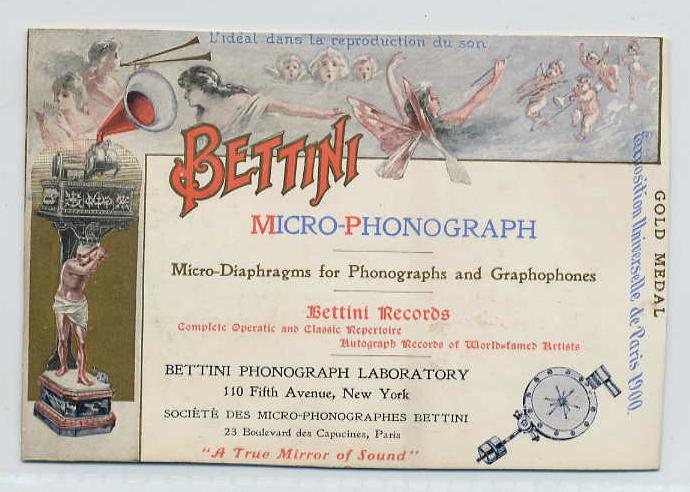 L'idéal dans la reproduction du son
BETTINI
MICRO-PHONOGRAPH
Micro-Diaphragms for Phonographs and Graphophones
Bettini Records
Complete Operatic and Classic Repertoire
Autograph Records of World-famed Artists
BETTINI PHONOGRAPH LABORATORY
110 Fifth Avenue, New York
SOCIÉTÉ DES MICRO-PHONOGRAPHES BETTINI
23 Boulevard des Capucines, Paris
"A True Mirror of Sound"
GOLD MEDAL
Exposition Universelle de Paris 1900.